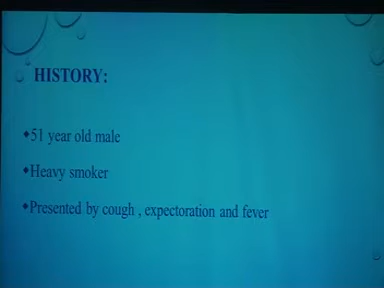 HISTORY:
◆51 year old male
◆Heavy smoker
◆Presented by cough , expectoration and fever